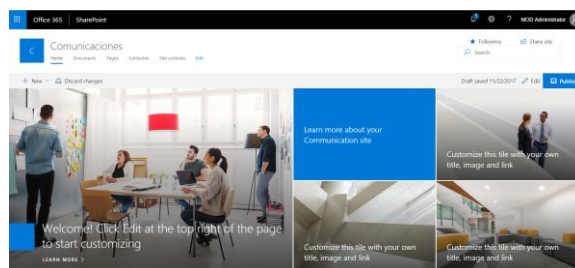 Office 365 SharePoint
MOD Administrator
C
Comunicaciones
Home Documents Pages Contactus Site contents Edit
Following Share site
Search
New Discard changes
Draft saved 11/22/2017 Edit Publis
Welcome! Click Edit at the top right of the page
to start customizing
LEARN MORE
Learn more about your
Communication site
Customize this tile with your own
title, image and link
Customize this tile with your own
title, image and link
Customize this tile with your own
title, image and link